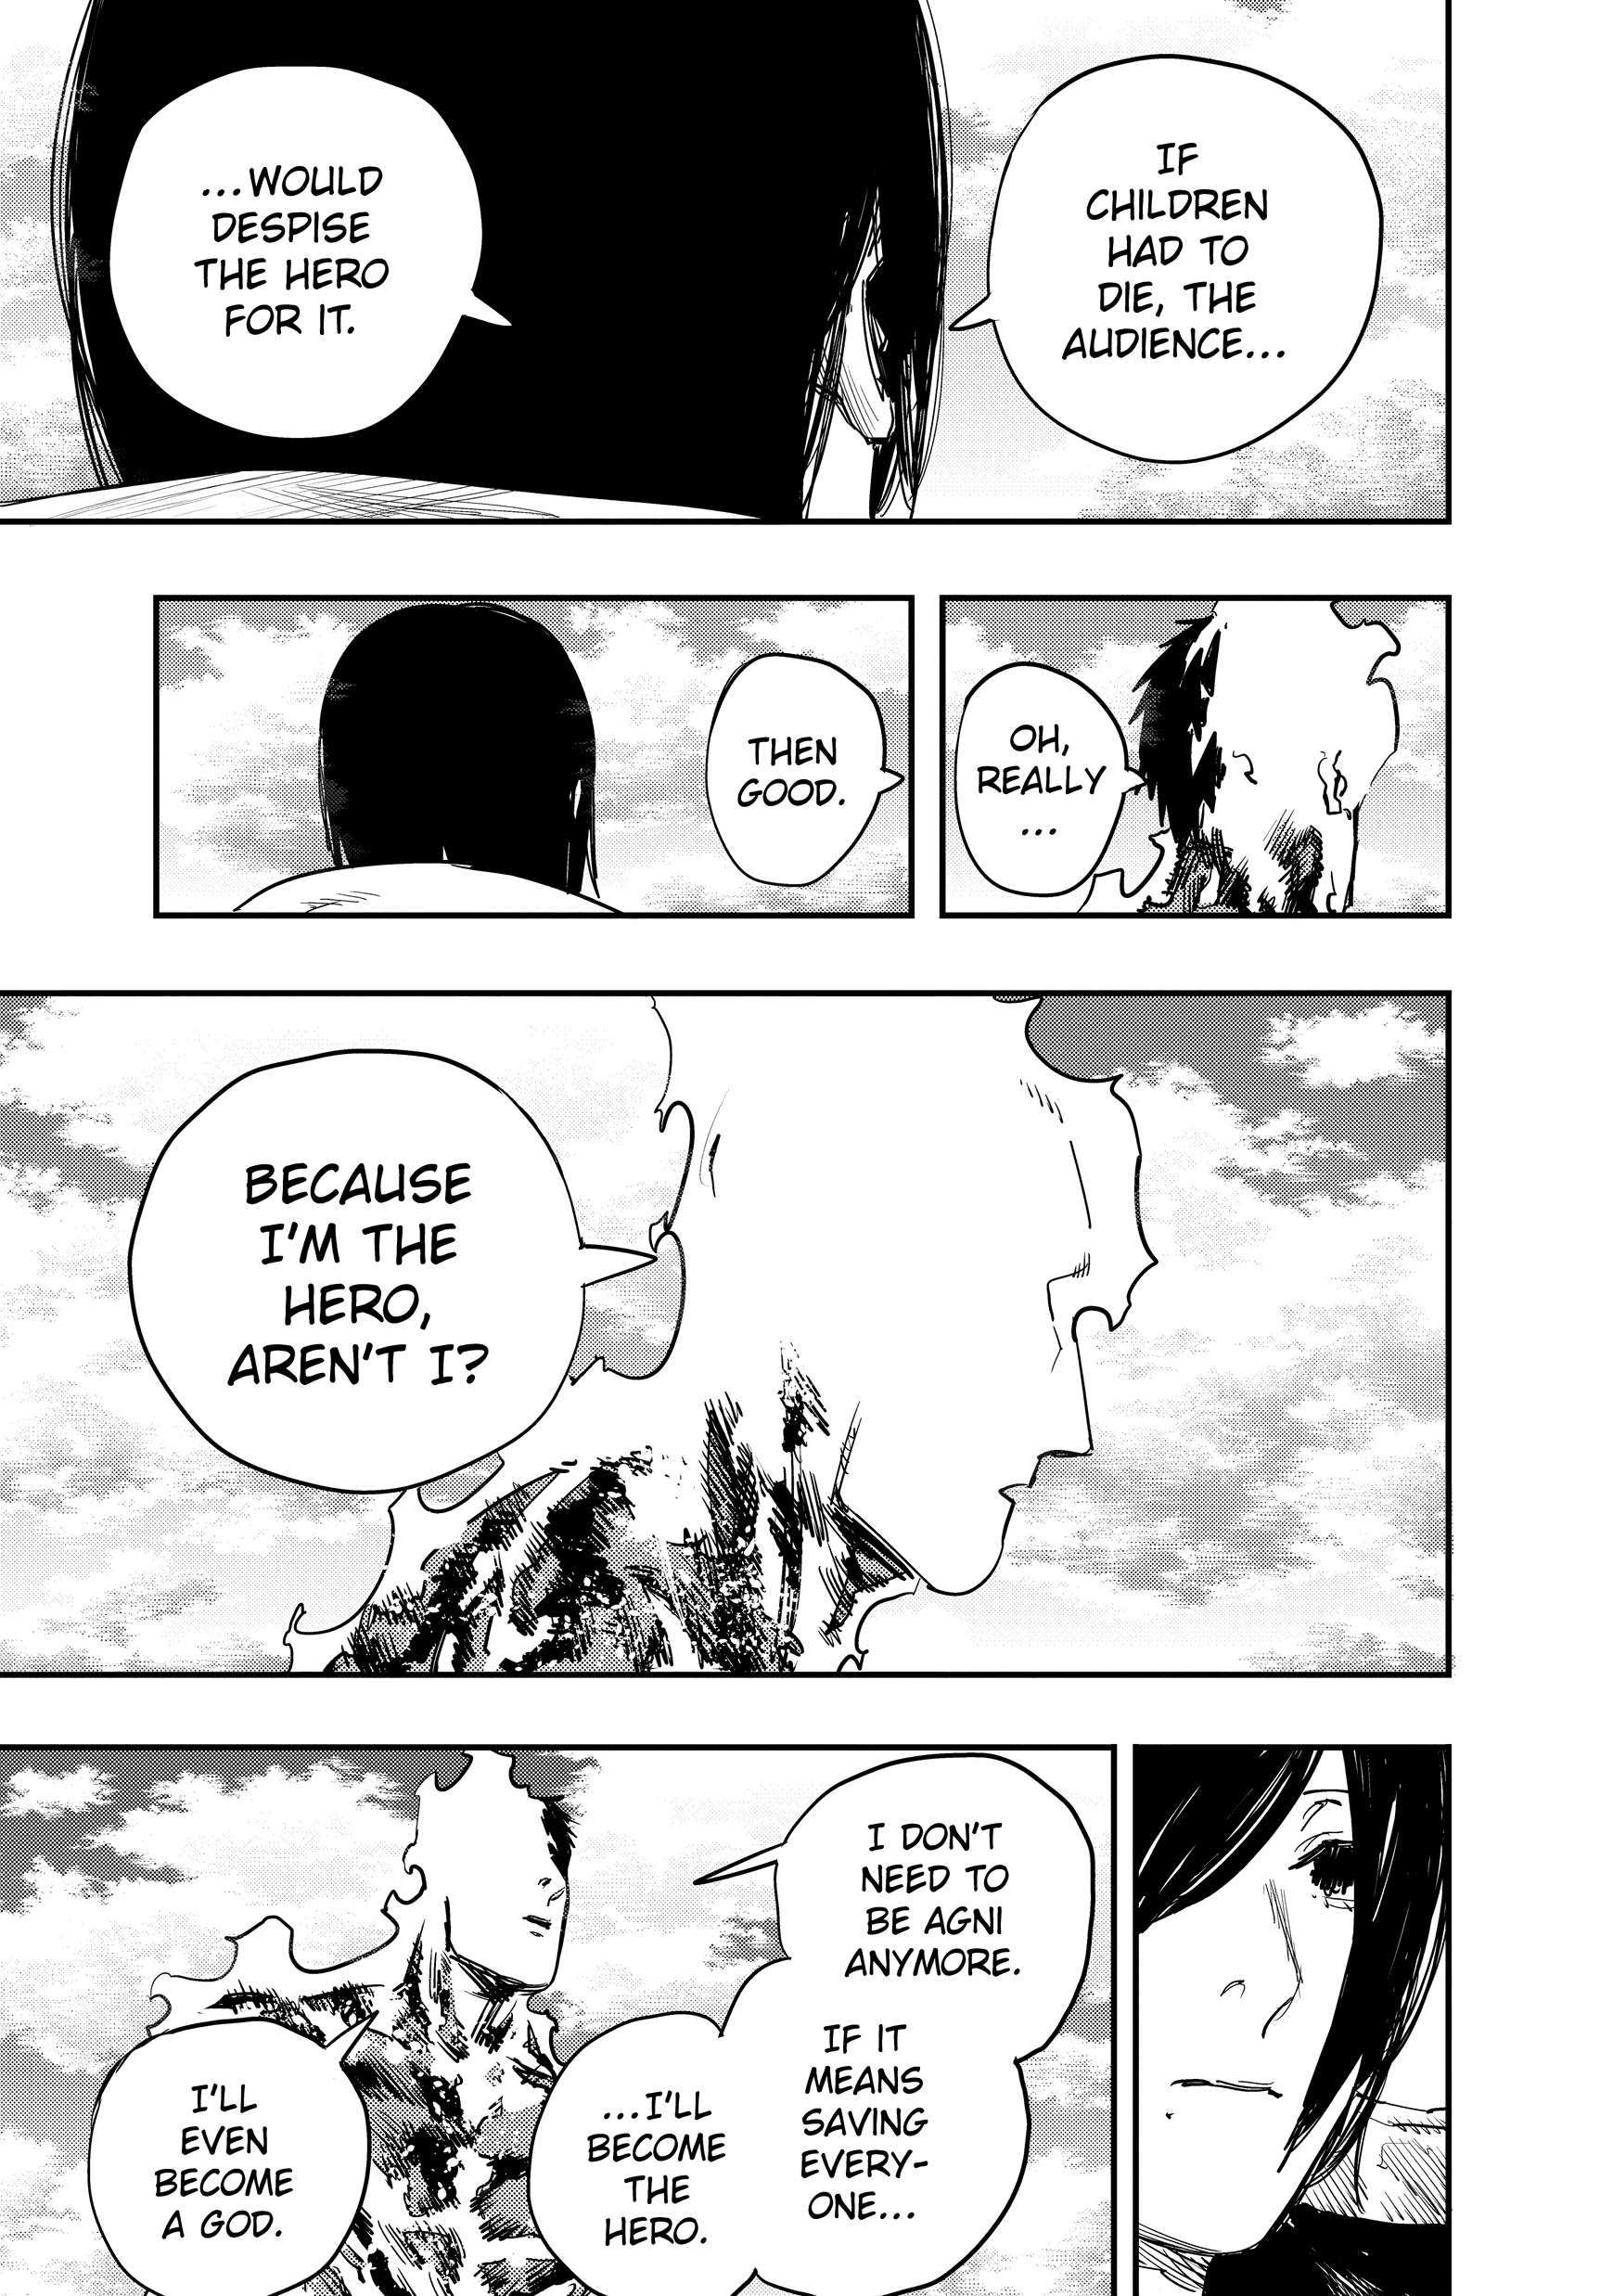 IF
CHILDREN
HAD TO
DIE, THE
AUDIENCE...
...WOULD
DESPISE
THE HERO
FOR IT.
OH,
REALLY
...
THEN
GOOD.
BECAUSE
I'M THE
HERO,
AREN'T I?
I DON'T
NEED TO
BE AGNI
ANYMORE.
IF IT
MEANS
SAVING
EVERY-
ONE...
...I'LL
BECOME
THE
HERO.
I'LL
EVEN
BECOME
A GOD.